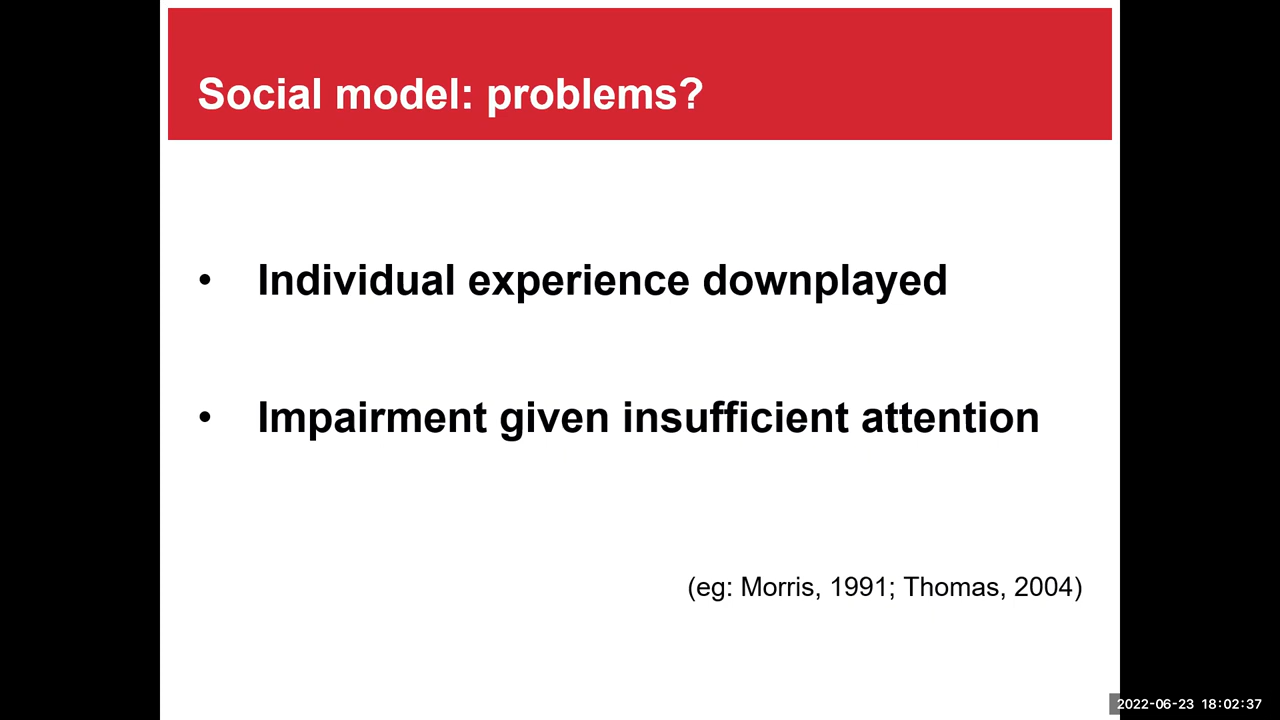 Social model: problems?
• Individual experience downplayed
• Impairment given insufficient attention
(eg: Morris, 1991; Thomas, 2004)
2022-06-23 18:02:37